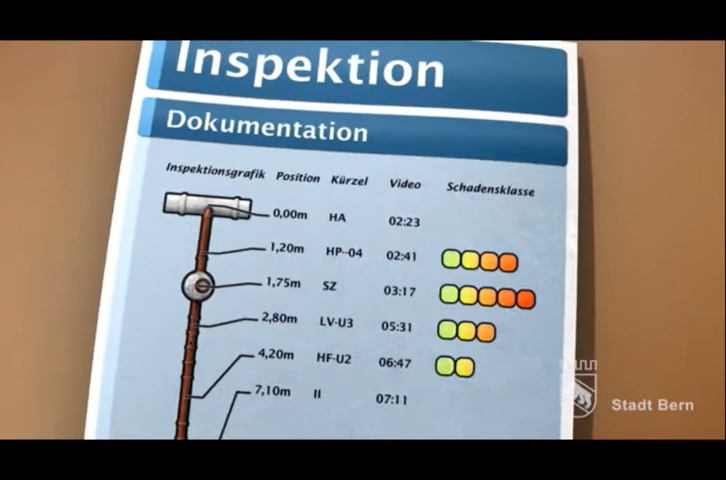 Inspektion
Dokumentation
Inspektionsgrafik Position Kürzel Video Schadensklasse
0,00m HA 02:23
1,20m HP-04 02:41
1,75m SZ 03:17
2,80m LV-U3 05:31
4,20m HF-U2 06:47
7,10m II 07:11
Stadt Bern